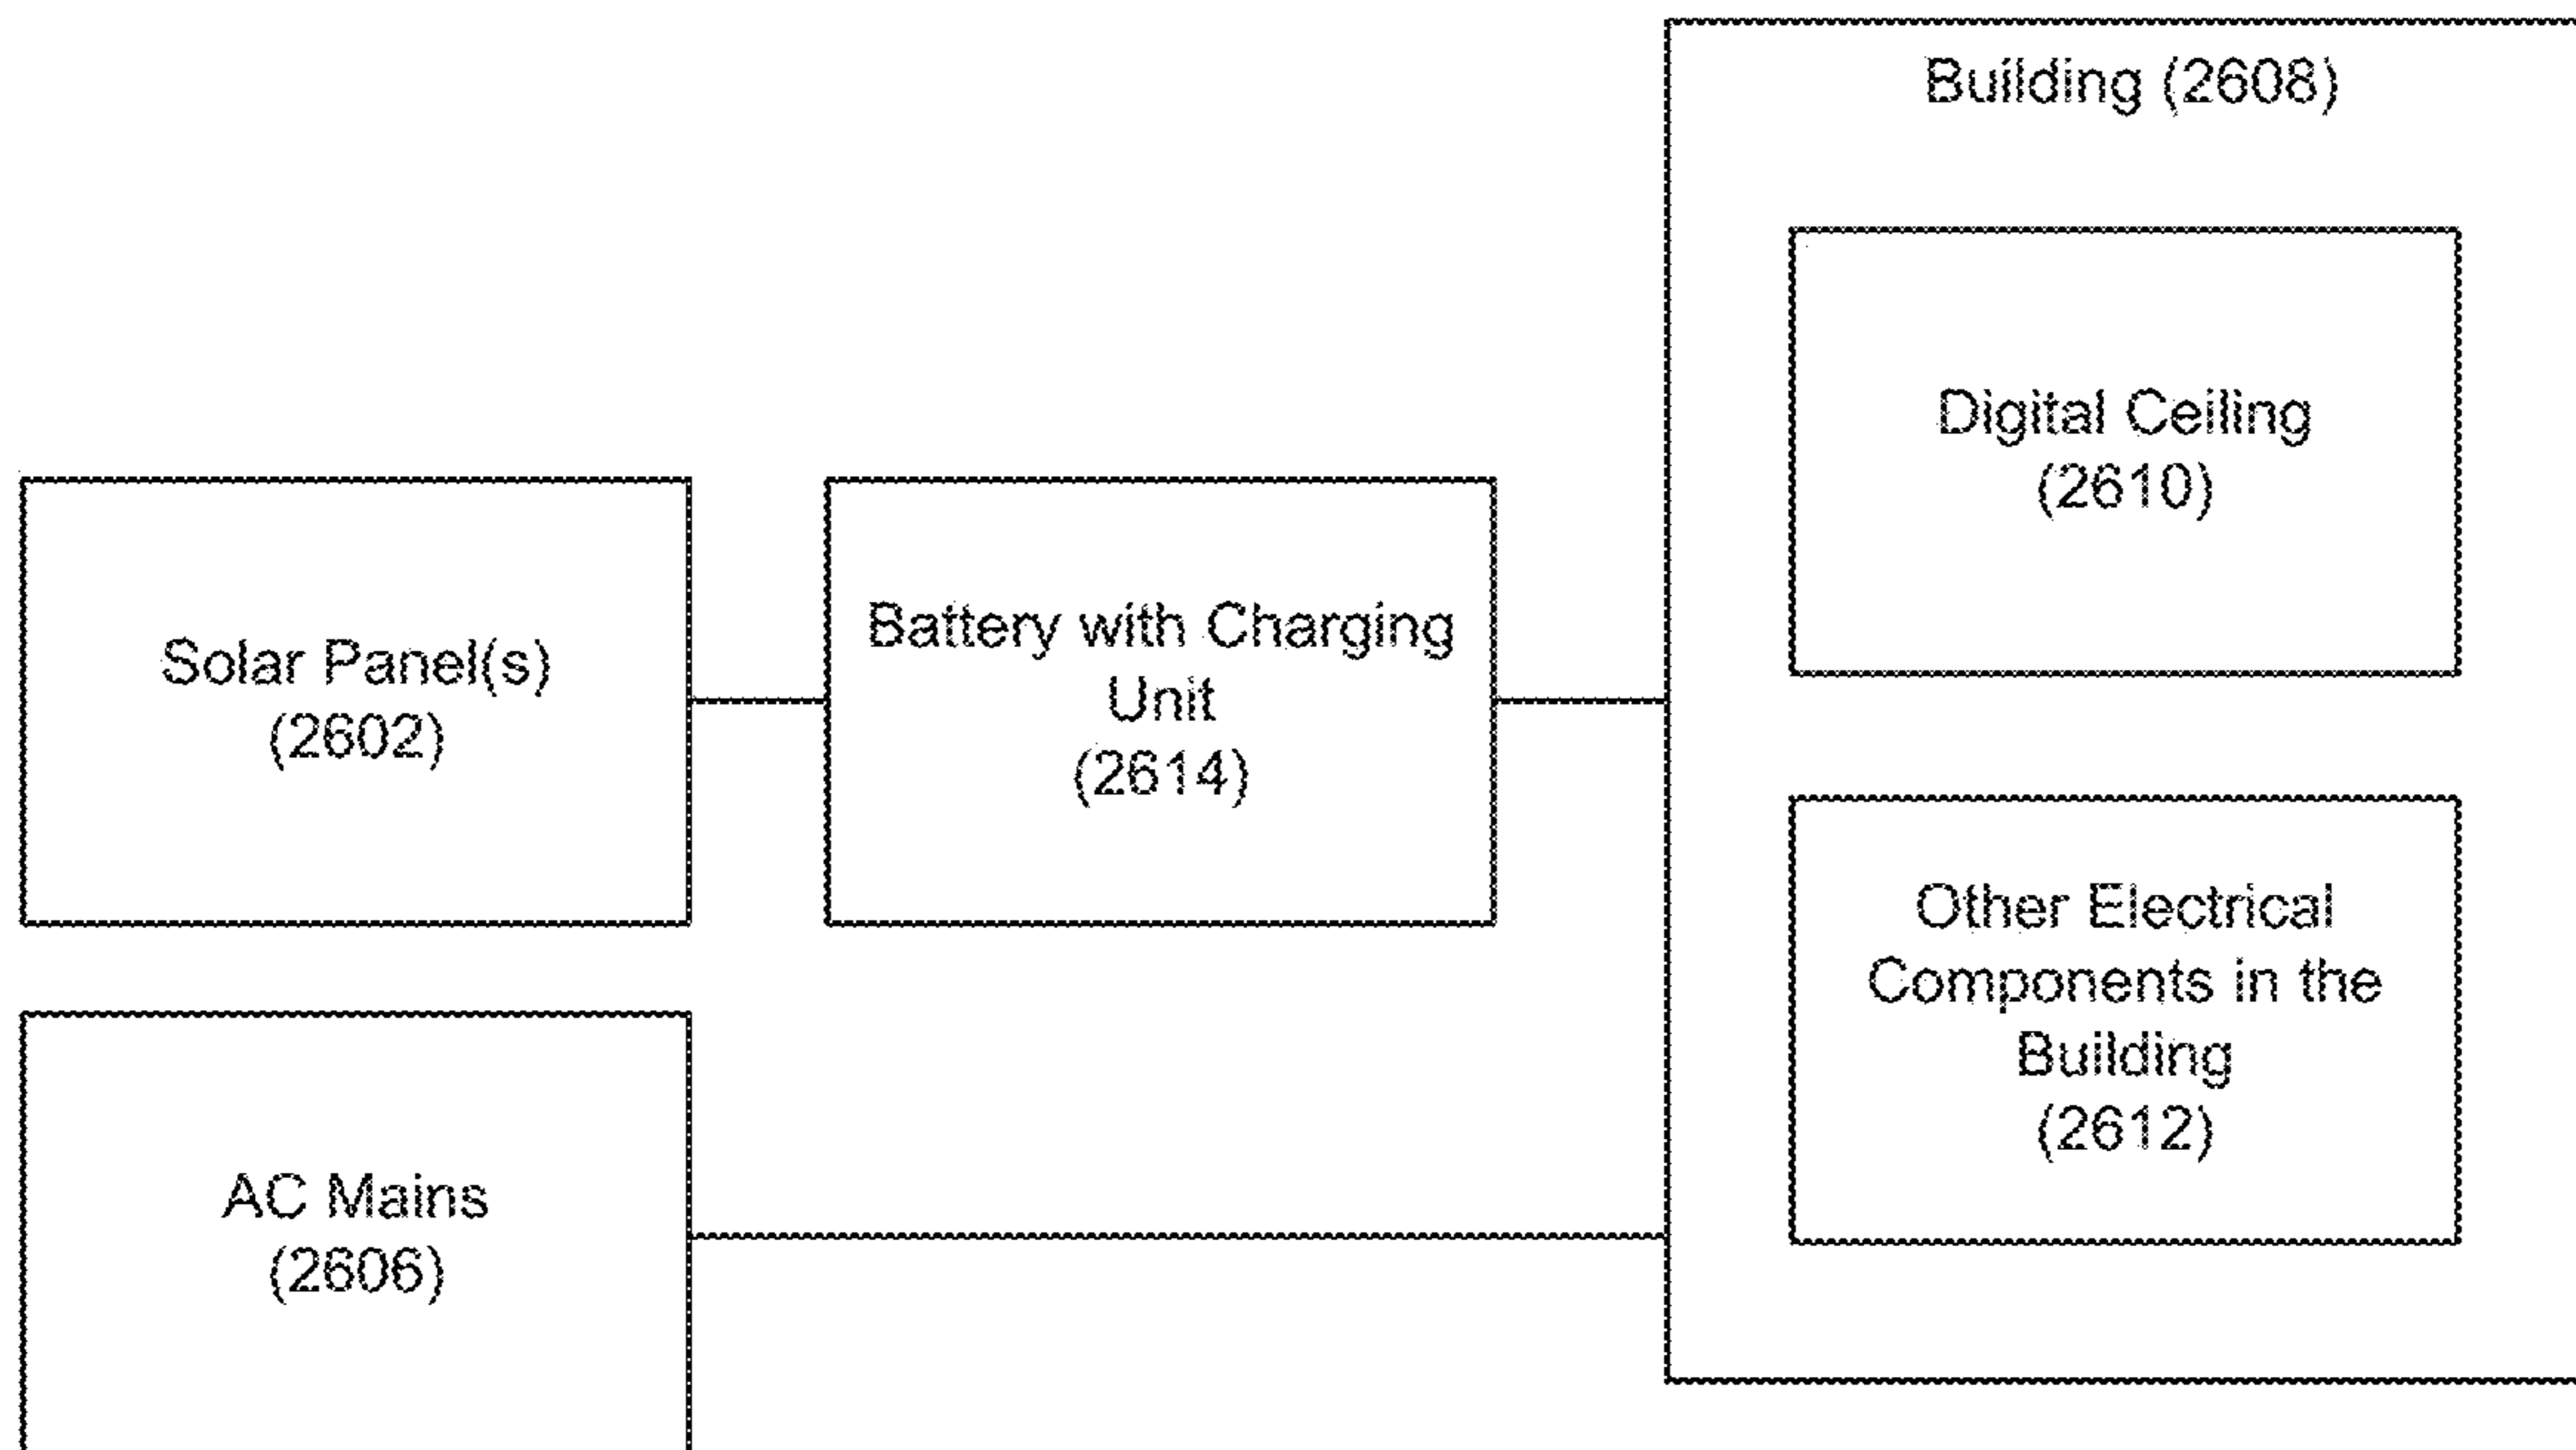 Building (2608)
Digital Ceiling
(2610)
Solar Panel(s)
(2602)
Battery with Charging
Unit
(2614)
Other Electrical
Components in the
Building
(2612)
AC Mains
(2606)